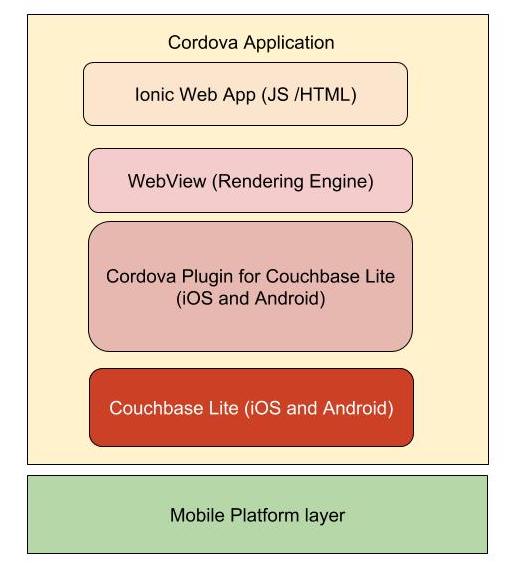 Cordova Application
Ionic Web App (JS /HTML)
WebView (Rendering Engine)
Cordova Plugin for Couchbase Lite
(iOS and Android)
Couchbase Lite (iOS and Android)
Mobile Platform layer